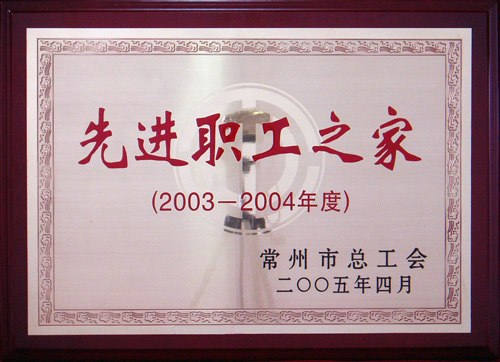 先进职工之家
(2003－2004年度)
常州市总工会
二〇〇五年四月